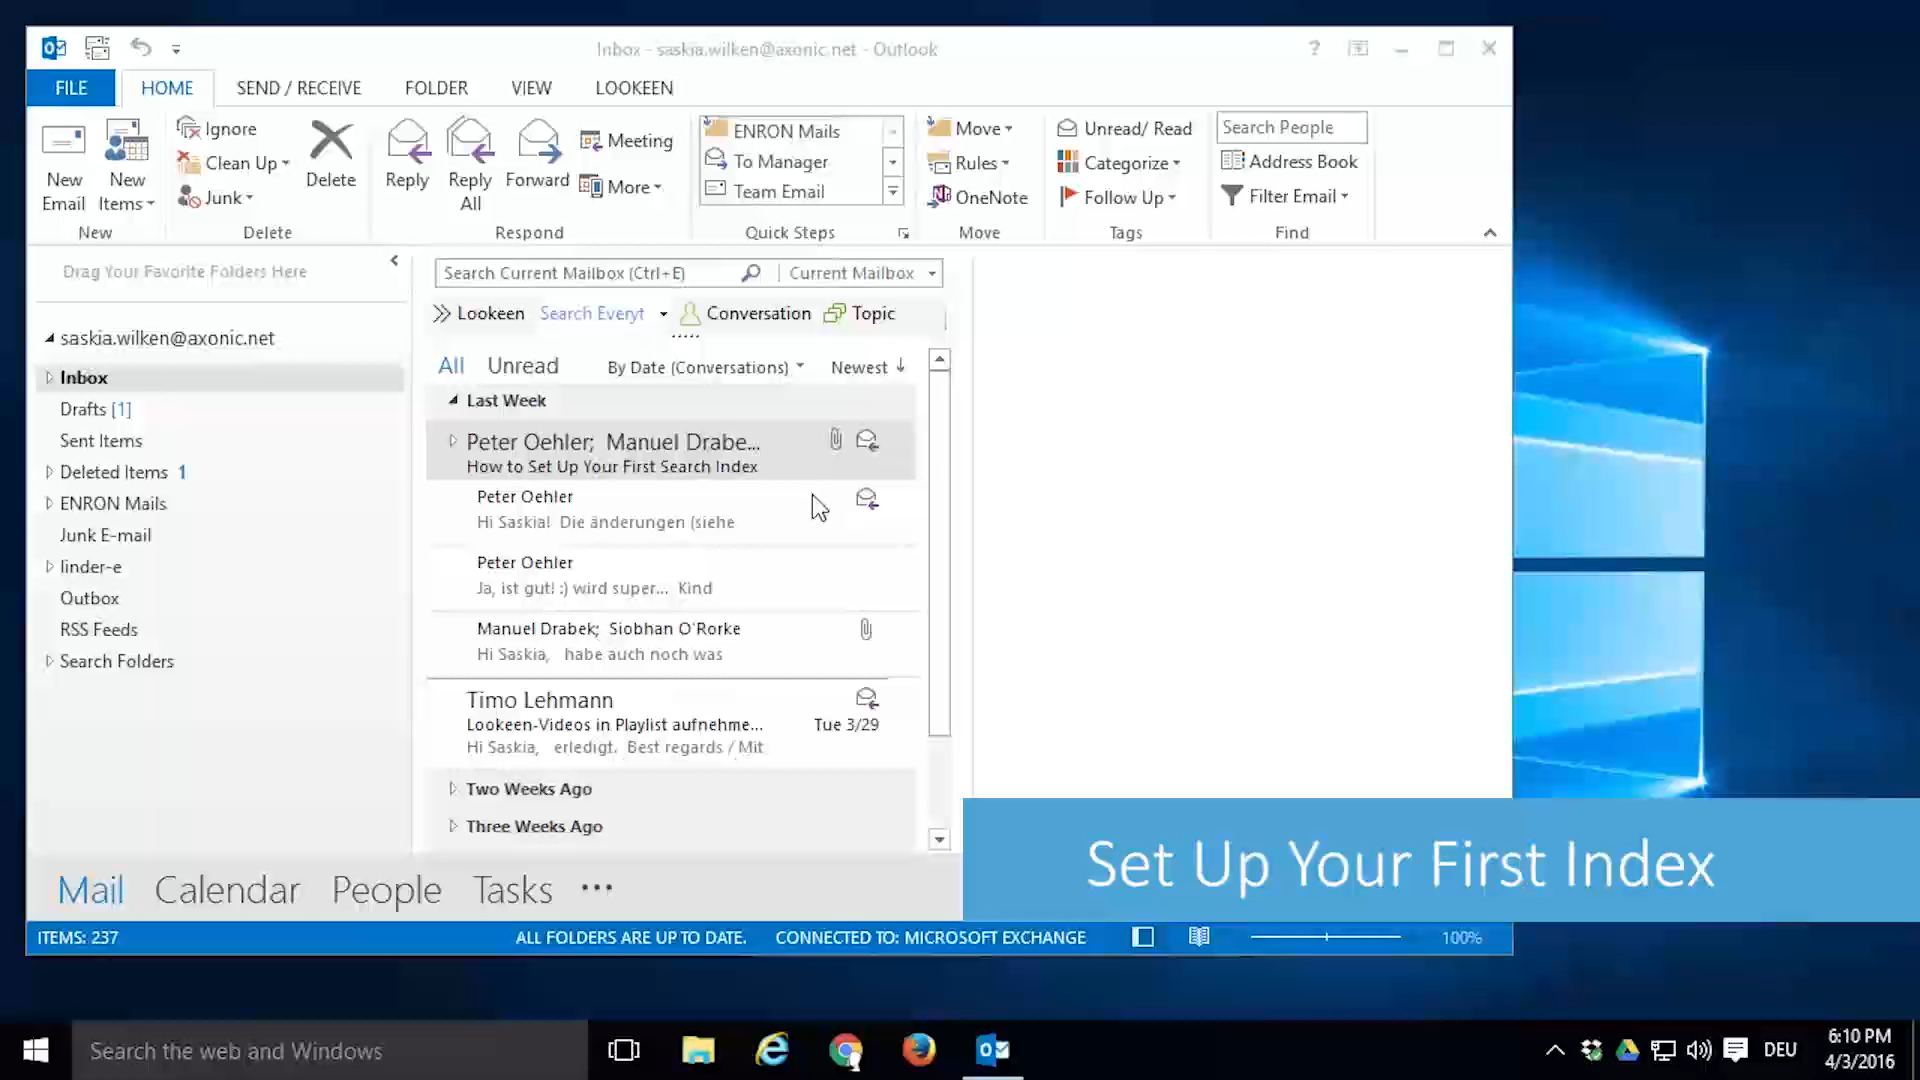 Inbox - saskia.wilken@axonic.net - Outlook
?
FILE
HOME
SEND / RECEIVE
FOLDER
VIEW
LOOKEEN
New
Email
New
Items
New
Ignore
Clean Up
Junk
Delete
Delete
Reply
Reply
All
Forward
Meeting
More
Respond
ENRON Mails
To Manager
Team Email
Quick Steps
Move
Rules
OneNote
Move
Unread/ Read
Categorize
Follow Up
Tags
Search People
Address Book
Filter Email
Find
Drag Your Favorite Folders Here
saskia.wilken@axonic.net
Inbox
Drafts [1]
Sent Items
Deleted Items 1
ENRON Mails
Junk E-mail
linder-e
Outbox
RSS Feeds
Search Folders
Search Current Mailbox (Ctrl+E)
Current Mailbox
Lookeen
Search Everyt
Conversation
Topic
All
Unread
By Date (Conversations)
Newest
Last Week
Peter Oehler; Manuel Drabe...
How to Set Up Your First Search Index
Peter Oehler
Hi Saskia! Die änderungen (siehe
Peter Oehler
Ja, ist gut! :) wird super... Kind
Manuel Drabek; Siobhan O'Rorke
Hi Saskia, habe auch noch was
Timo Lehmann
Lookeen-Videos in Playlist aufnehme...
Tue 3/29
Hi Saskia, erledigt. Best regards / Mit
Two Weeks Ago
Three Weeks Ago
Set Up Your First Index
Mail Calendar People Tasks •••
ITEMS: 237
ALL FOLDERS ARE UP TO DATE.
CONNECTED TO: MICROSOFT EXCHANGE
100%
Search the web and Windows
DEU
6:10 PM
4/3/2016